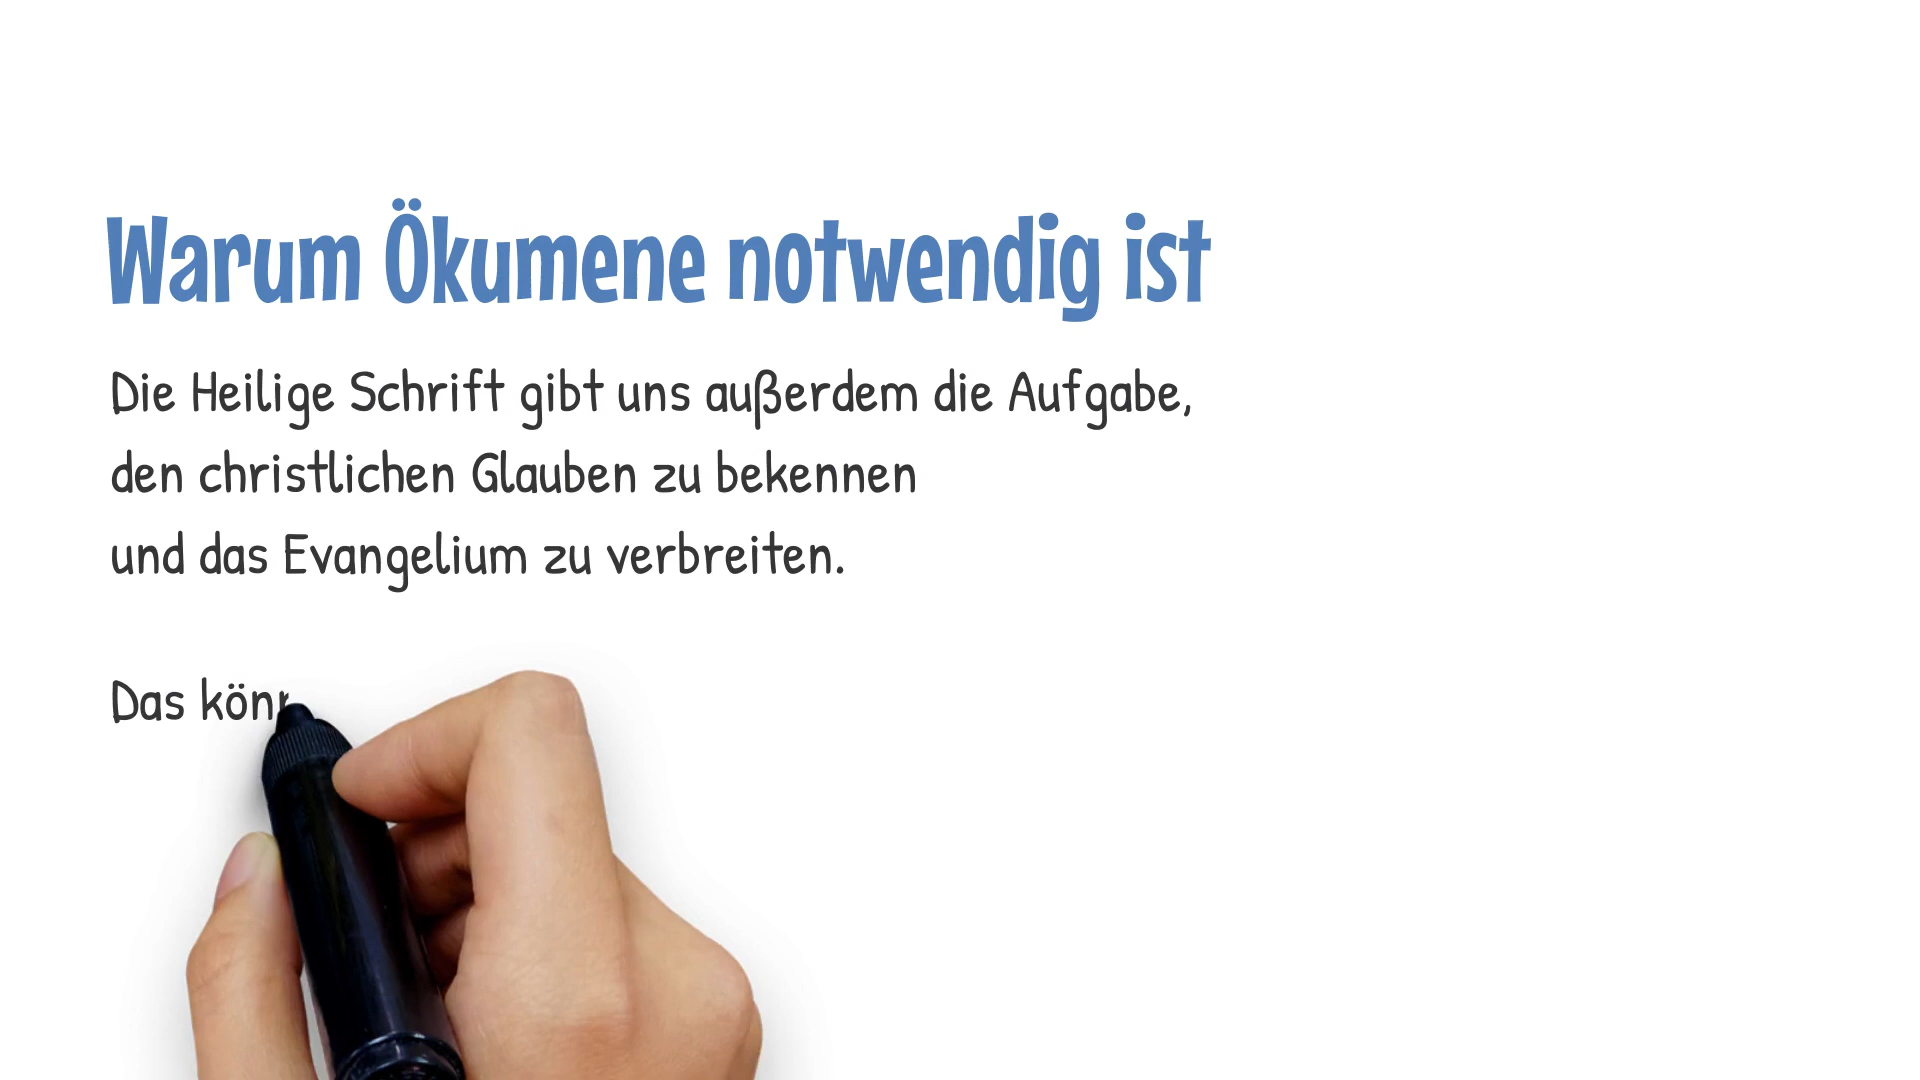 Warum Ökumene notwendig ist
Die Heilige Schrift gibt uns außerdem die Aufgabe,
den christlichen Glauben zu bekennen
und das Evangelium zu verbreiten.
Das